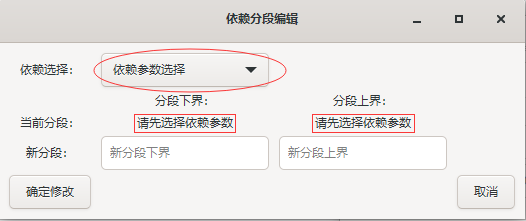 依赖分段编辑
依赖选择: 依赖参数选择
分段下界: 分段上界:
当前分段: 请先选择依赖参数 请先选择依赖参数
新分段: 新分段下界 新分段上界
确定修改 取消